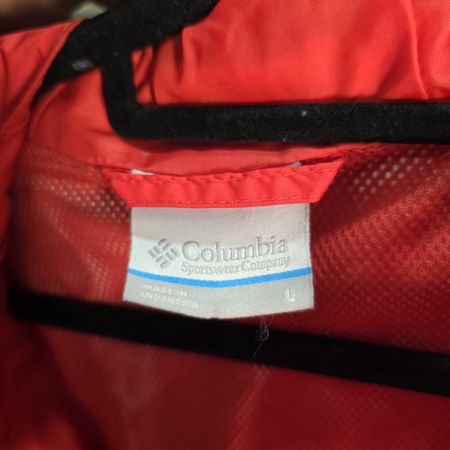 Columbia
Sportswear Company
MADE IN
INDONESIA
L